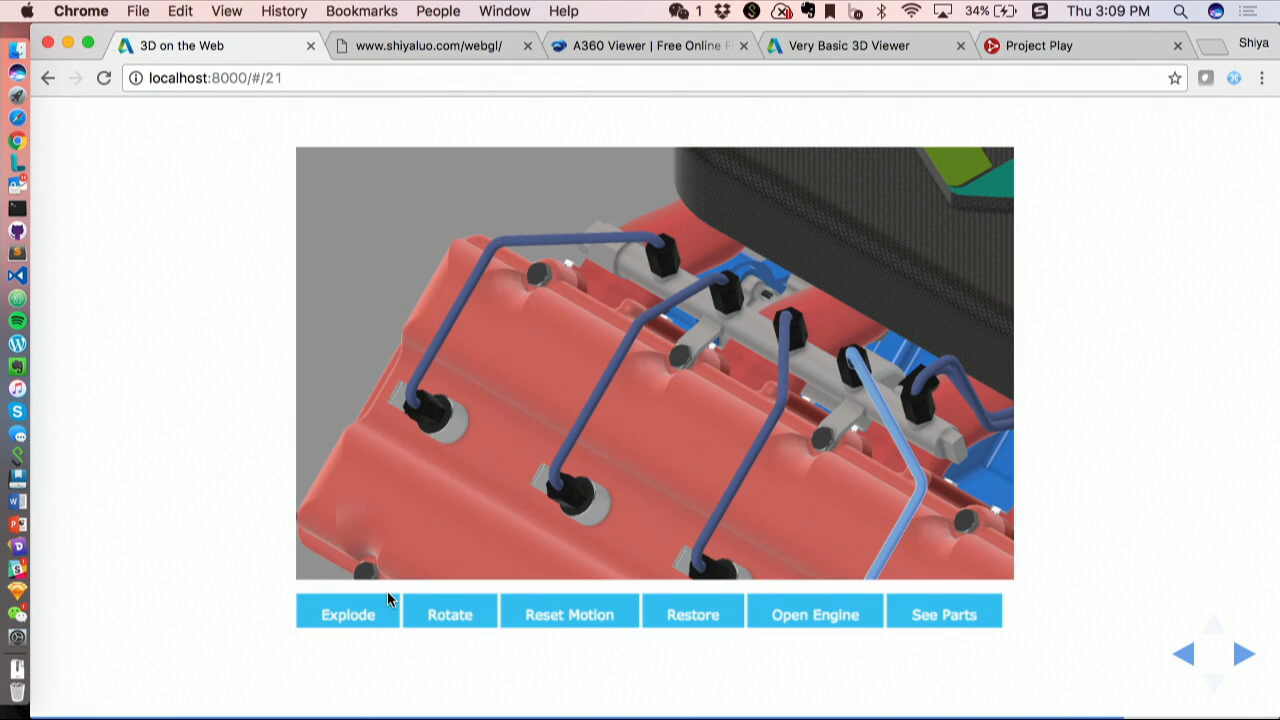 Chrome File Edit View History Bookmarks People Window Help 1 34% Thu 3:09 PM
3D on the Web www.shiyaluo.com/webgl/ A360 Viewer | Free Online F Very Basic 3D Viewer Project Play Shiya
localhost:8000/#/21
Explode Rotate Reset Motion Restore Open Engine See Parts